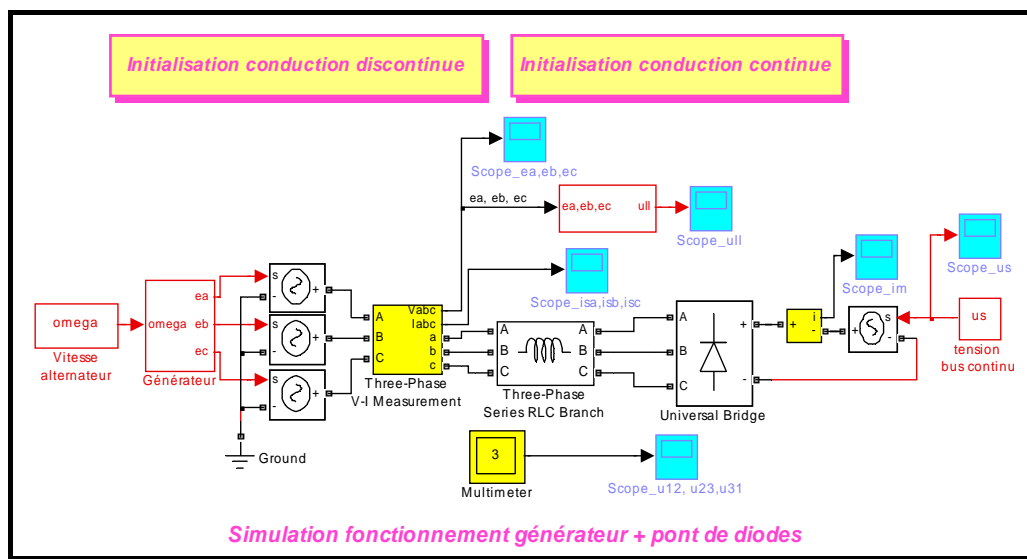 Initialisation conduction discontinue
Initialisation conduction continue
Scope_ea,eb,ec
ea, eb, ec
ea,eb,ec
ull
Scope_ull
Scope_us
Scope_isa,isb,isc
Scope_im
omega
Vitesse
alternateur
omega
ea
eb
ec
Générateur
s
-
+
s
-
+
s
-
+
Ground
A
B
C
Vabc
Iabc
a
b
c
Three-Phase
V-I Measurement
A
B
C
A
B
C
Three-Phase
Series RLC Branch
A
B
C
+
-
Universal Bridge
+
i
-
+
s
-
us
tension
bus continu
3
Multimeter
Scope_u12, u23,u31
Simulation fonctionnement générateur + pont de diodes